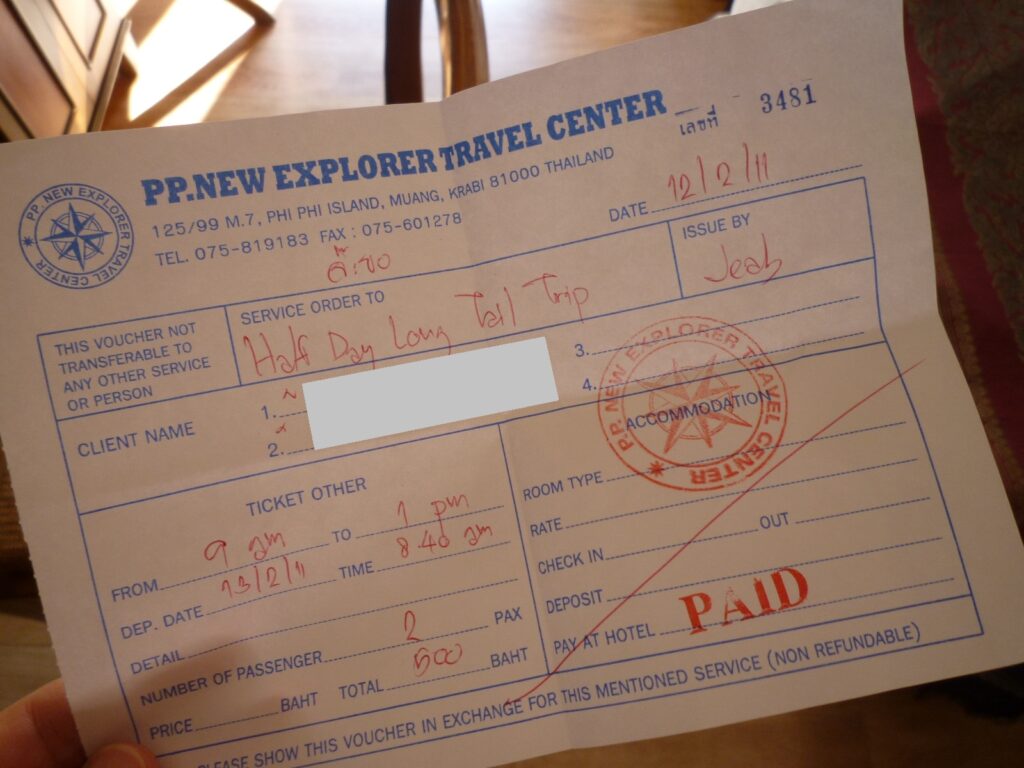 PP.NEW EXPLORER TRAVEL CENTER
เลขที่ 3481
PP. NEW EXPLORER TRAVEL CENTER
125/99 M.7, PHI PHI ISLAND, MUANG, KRABI 81000 THAILAND
TEL. 075-819183 FAX : 075-601278
DATE 12/2/11
THIS VOUCHER NOT
TRANSFERABLE TO
ANY OTHER SERVICE
OR PERSON
SERVICE ORDER TO
Half Day Long Tail Trip
ISSUE BY
Jeab
CLIENT NAME
1.
2.
3.
4.
P.P. NEW EXPLORER TRAVEL CENTER
TICKET OTHER
FROM 9 am TO 1 pm
DEP. DATE 13/2/11 TIME 8.40 am
DETAIL
NUMBER OF PASSENGER 2 PAX
PRICE BAHT TOTAL 500 BAHT
ACCOMMODATION
ROOM TYPE
RATE
CHECK IN OUT
DEPOSIT
PAY AT HOTEL PAID
PLEASE SHOW THIS VOUCHER IN EXCHANGE FOR THIS MENTIONED SERVICE (NON REFUNDABLE)